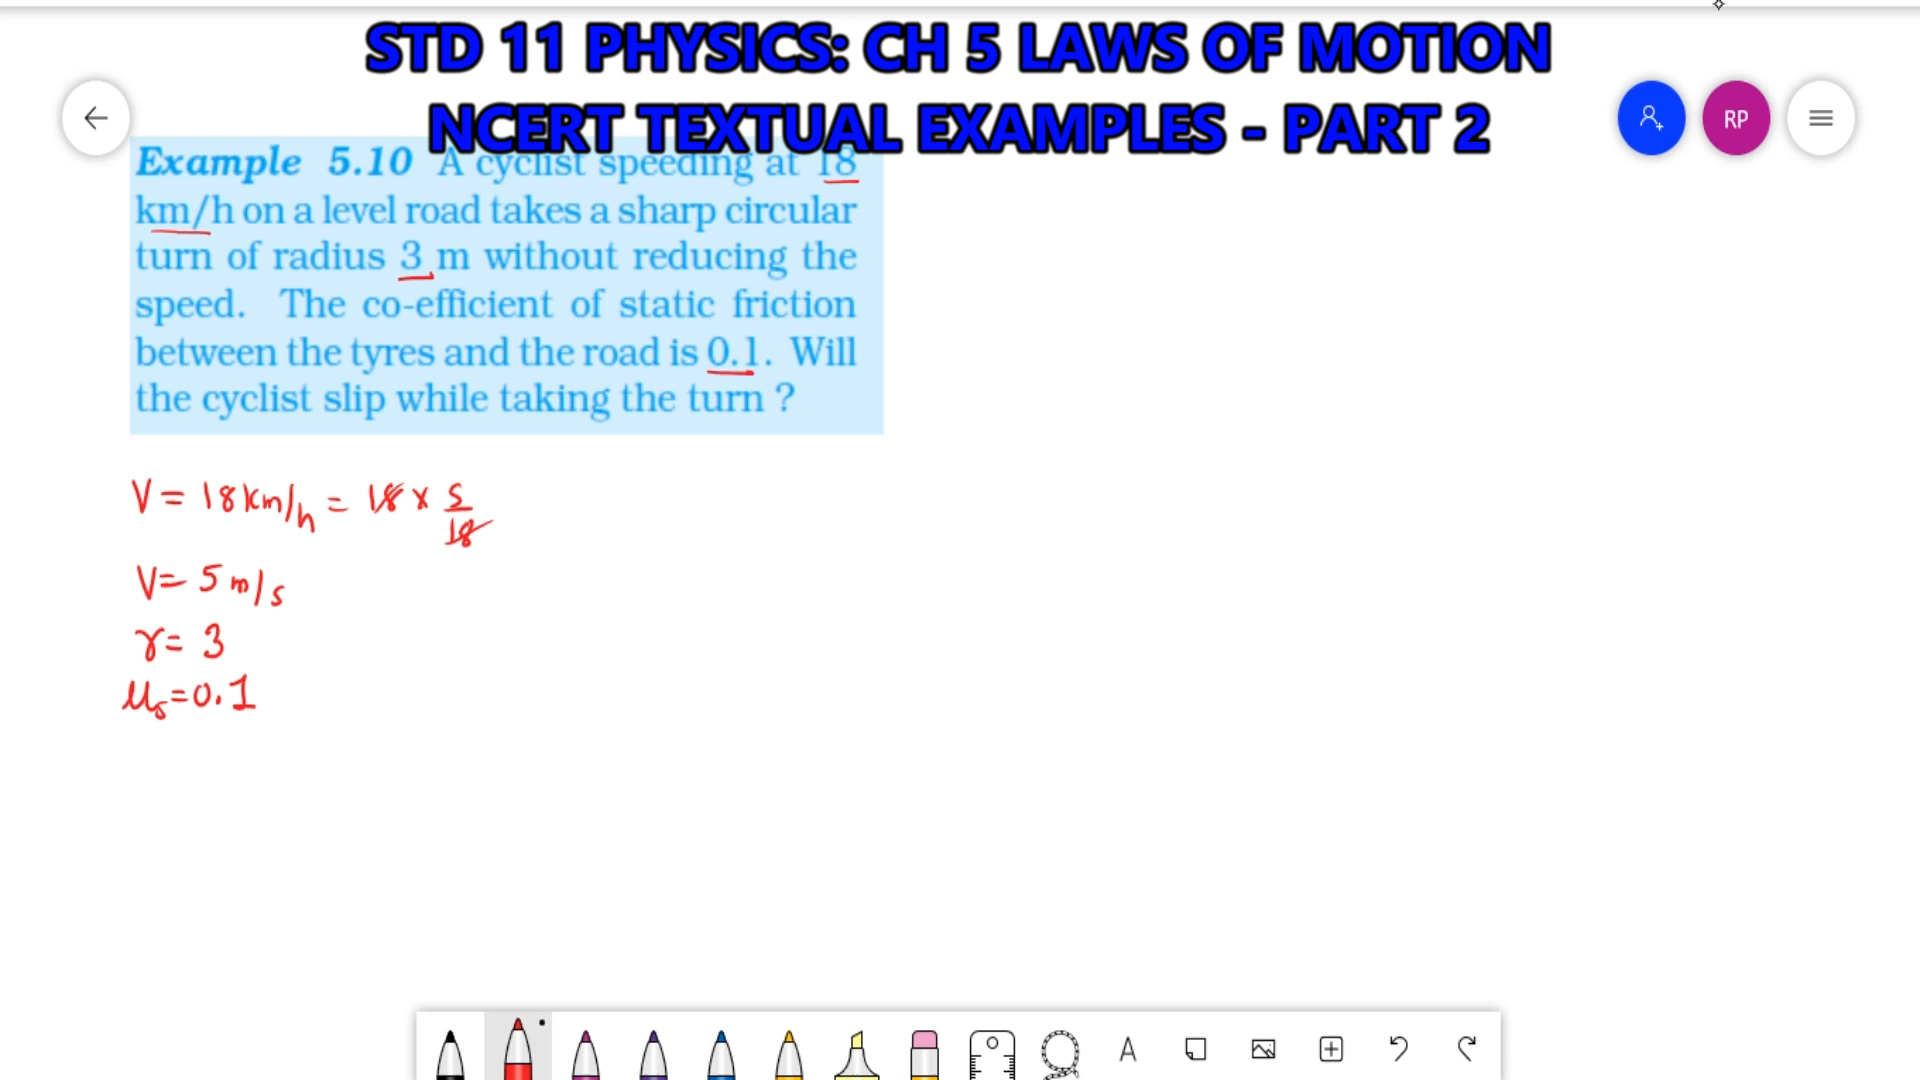 STD 11 PHYSICS: CH 5 LAWS OF MOTION
NCERT TEXTUAL EXAMPLES - PART 2
RP
Example 5.10 A cyclist speeding at 18
km/h on a level road takes a sharp circular
turn of radius 3 m without reducing the
speed. The co-efficient of static friction
between the tyres and the road is 0.1. Will
the cyclist slip while taking the turn ?
V = 18 km/h = 18 × 5/18
V = 5 m/s
r = 3
μs = 0.1